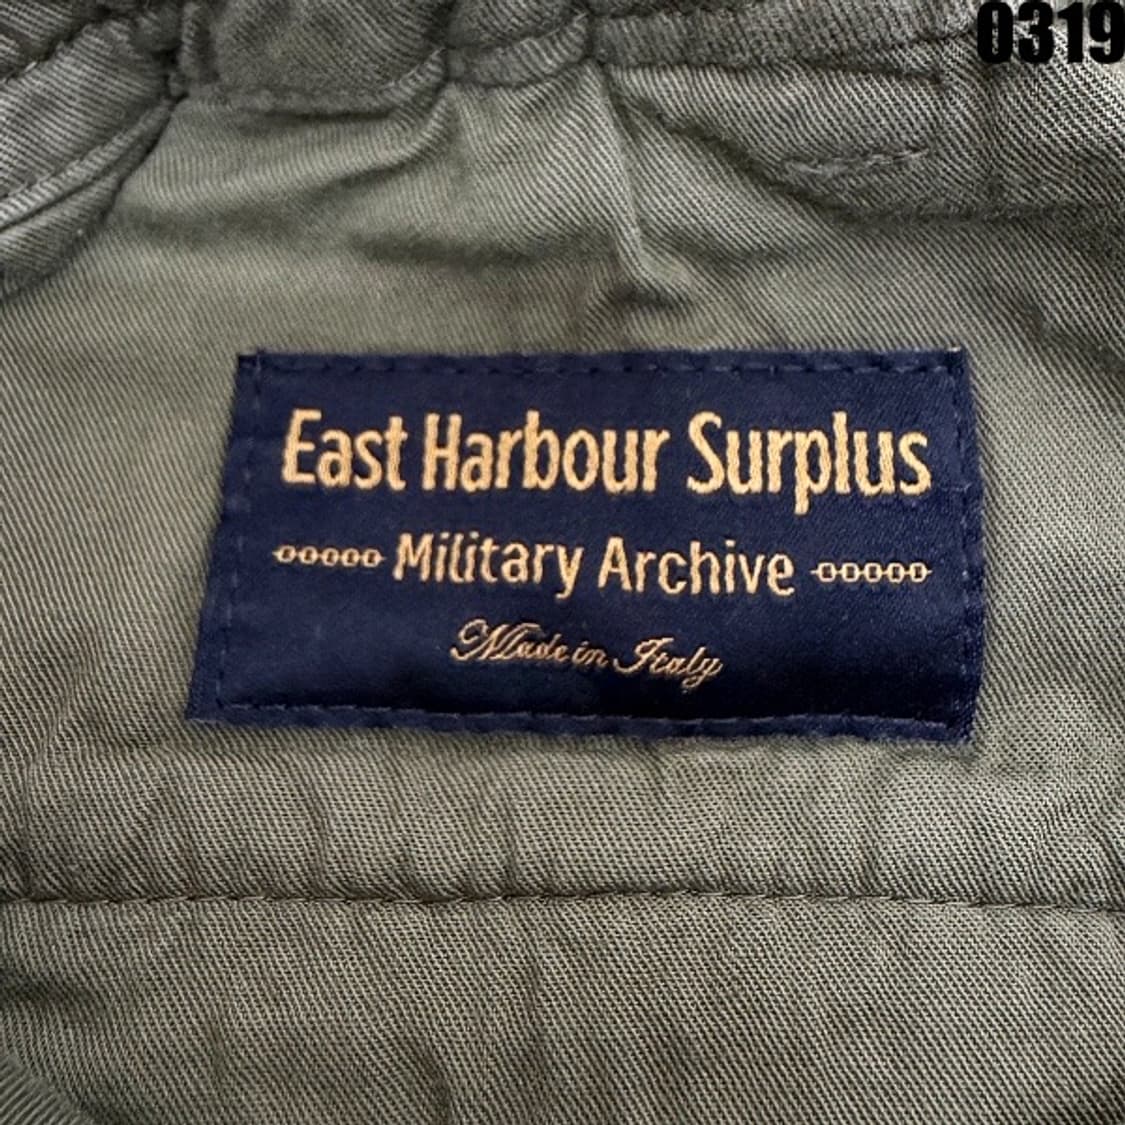 0319
East Harbour Surplus
Military Archive
Made in Italy